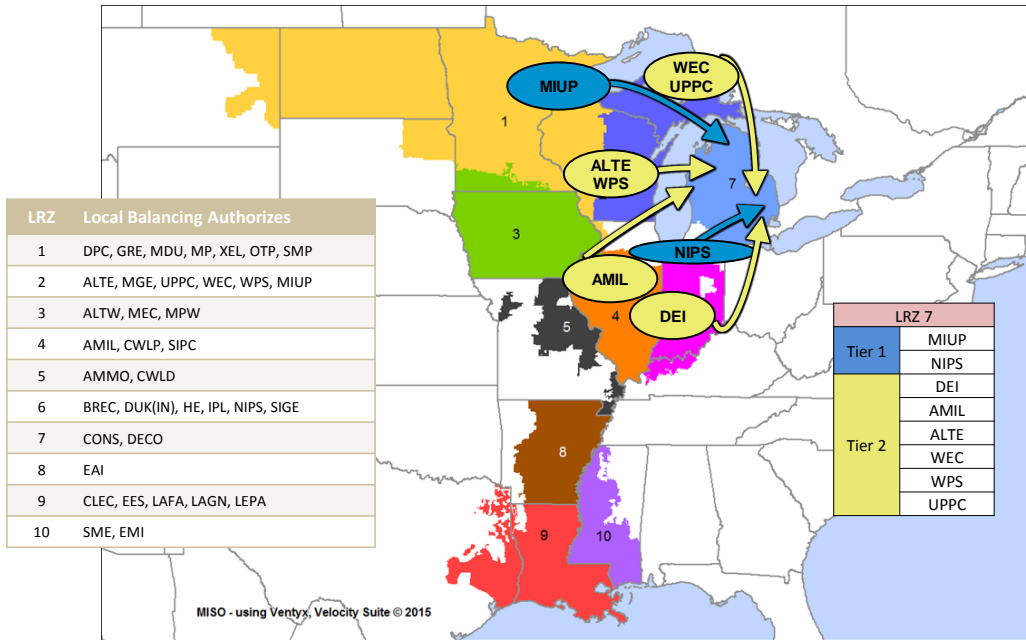 WEC
UPPC
MIUP
1
ALTE
WPS
7
LRZ Local Balancing Authorizes
1 DPC, GRE, MDU, MP, XEL, OTP, SMP
2 ALTE, MGE, UPPC, WEC, WPS, MIUP
3 ALTW, MEC, MPW
4 AMIL, CWLP, SIPC
5 AMMO, CWLD
6 BREC, DUK(IN), HE, IPL, NIPS, SIGE
7 CONS, DECO
8 EAI
9 CLEC, EES, LAFA, LAGN, LEPA
10 SME, EMI
3
NIPS
AMIL
DEI
4
5
LRZ 7
Tier 1
MIUP
NIPS
Tier 2
DEI
AMIL
ALTE
WEC
WPS
UPPC
8
9
10
MISO - using Ventyx, Velocity Suite © 2015